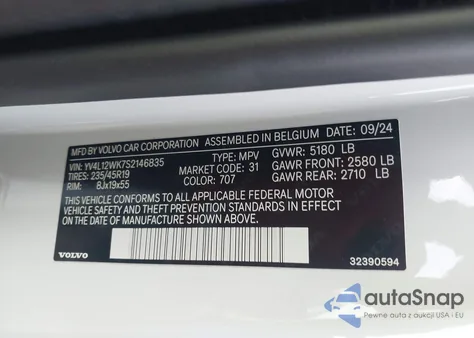 MFD BY VOLVO CAR CORPORATION ASSEMBLED IN BELGIUM DATE: 09/24
VIN: YV4L12WK7S2146835 TYPE: MPV GVWR: 5180 LB
TIRES: 235/45R19 MARKET CODE: 31 GAWR FRONT: 2580 LB
RIM: 8Jx19x55 COLOR: 707 GAWR REAR: 2710 LB
THIS VEHICLE CONFORMS TO ALL APPLICABLE FEDERAL MOTOR
VEHICLE SAFETY AND THEFT PREVENTION STANDARDS IN EFFECT
ON THE DATE OF MANUFACTURE SHOWN ABOVE.
VOLVO 32390594
autoSnap
Pewne auta z aukcji USA i EU